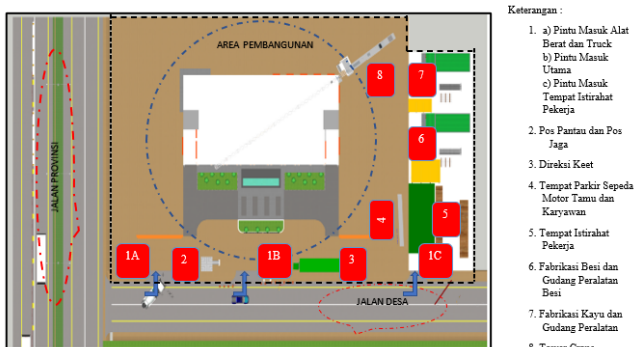 AREA PEMBANGUNAN
JALAN PROVINSI
8
7
6
4
5
1A
2
1B
3
1C
JALAN DESA
Keterangan :
1. a) Pintu Masuk Alat
Berat dan Truck
b) Pintu Masuk
Utama
c) Pintu Masuk
Tempat Istirahat
Pekerja
2. Pos Pantau dan Pos
Jaga
3. Direksi Keet
4. Tempat Parkir Sepeda
Motor Tamu dan
Karyawan
5. Tempat Istirahat
Pekerja
6. Fabrikasi Besi dan
Gudang Peralatan
Besi
7. Fabrikasi Kayu dan
Gudang Peralatan
8. Tower Crane